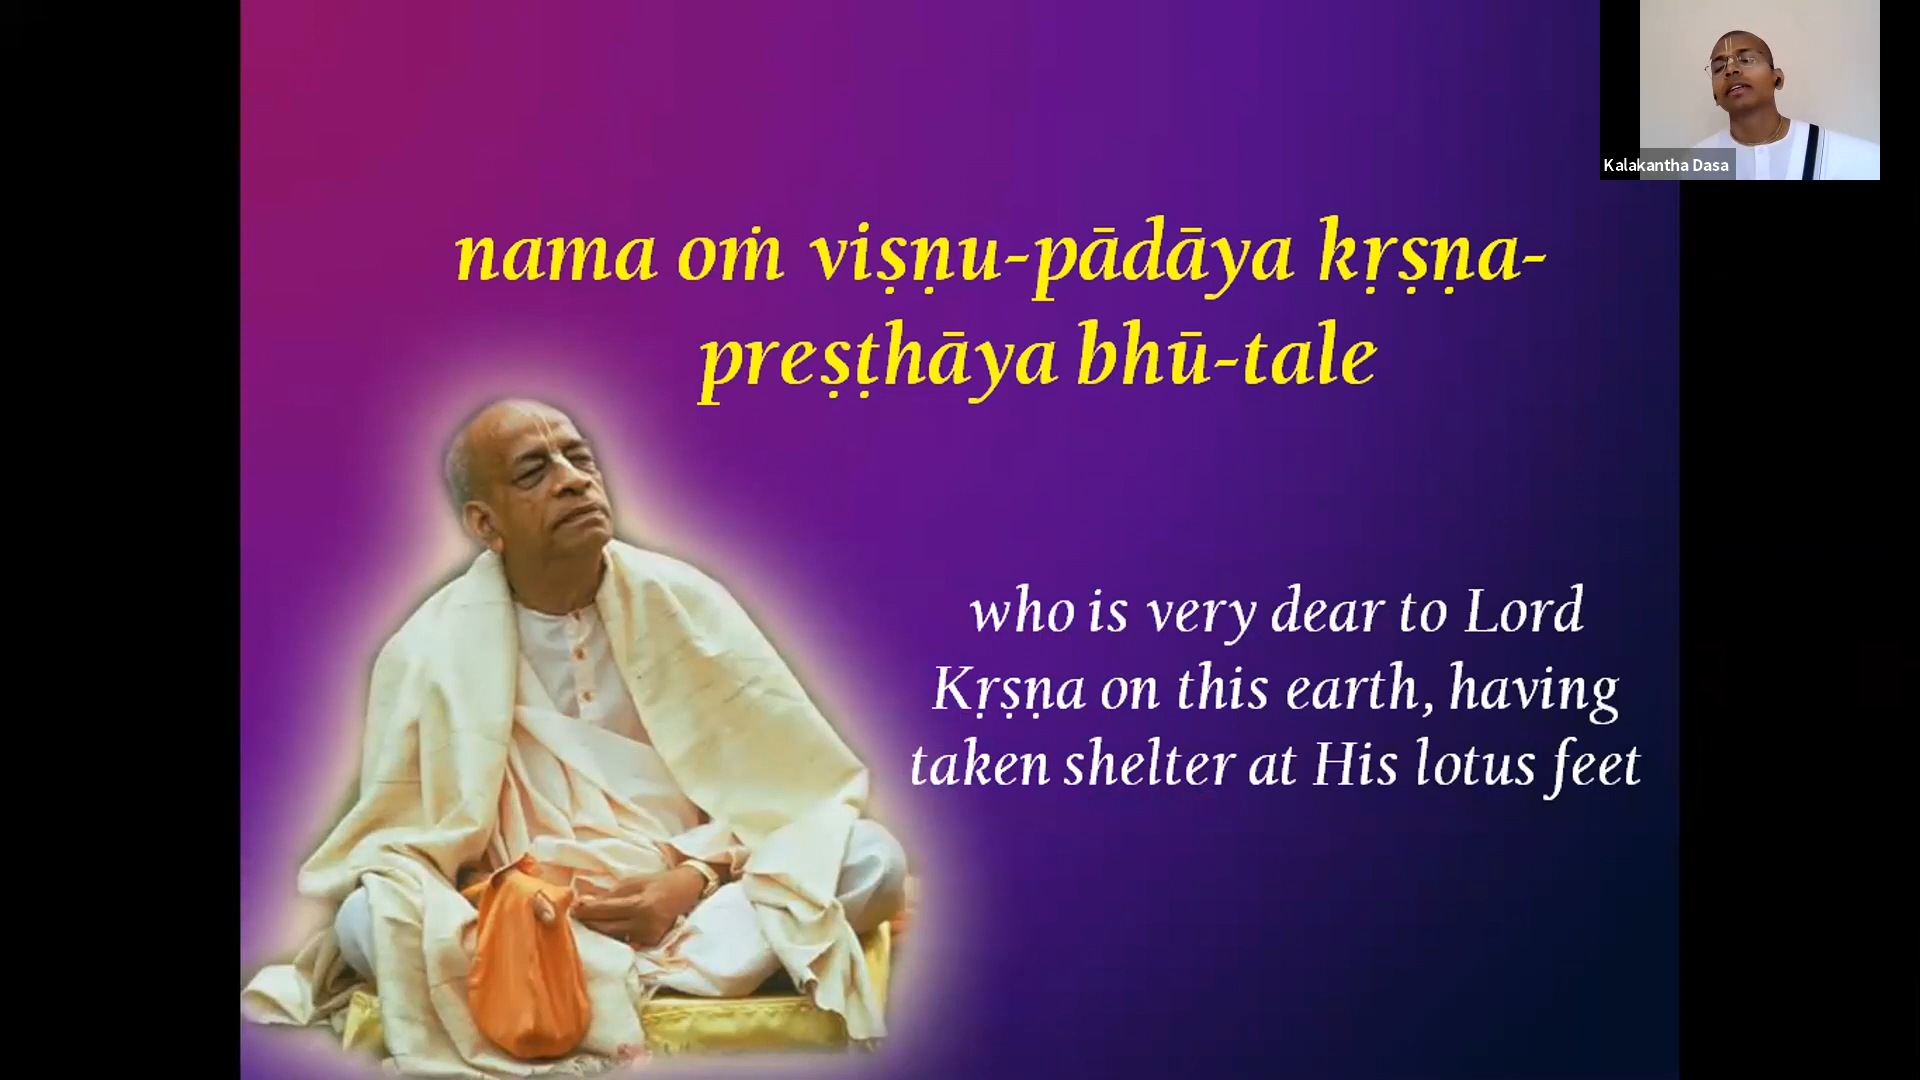 nama oṁ viṣṇu-pādāya kṛṣṇa-
preṣṭhāya bhū-tale
who is very dear to Lord
Kṛṣṇa on this earth, having
taken shelter at His lotus feet
Kalakantha Dasa